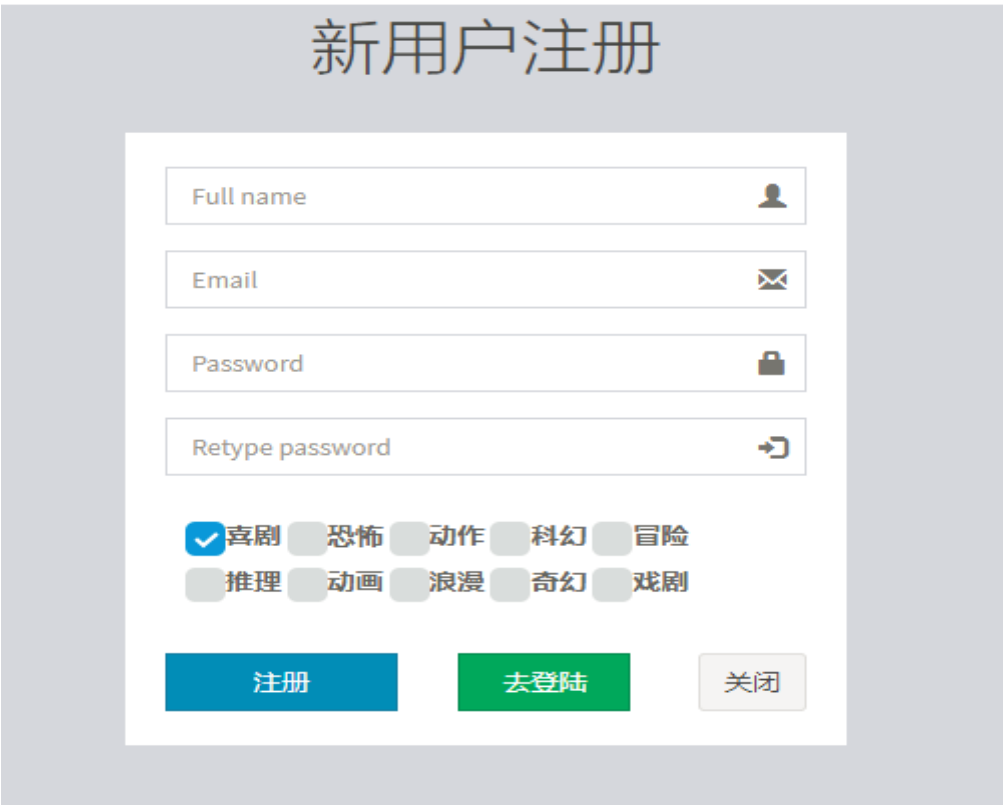 新用户注册
Full name
Email
Password
Retype password
喜剧 恐怖 动作 科幻 冒险
推理 动画 浪漫 奇幻 戏剧
注册 去登陆 关闭